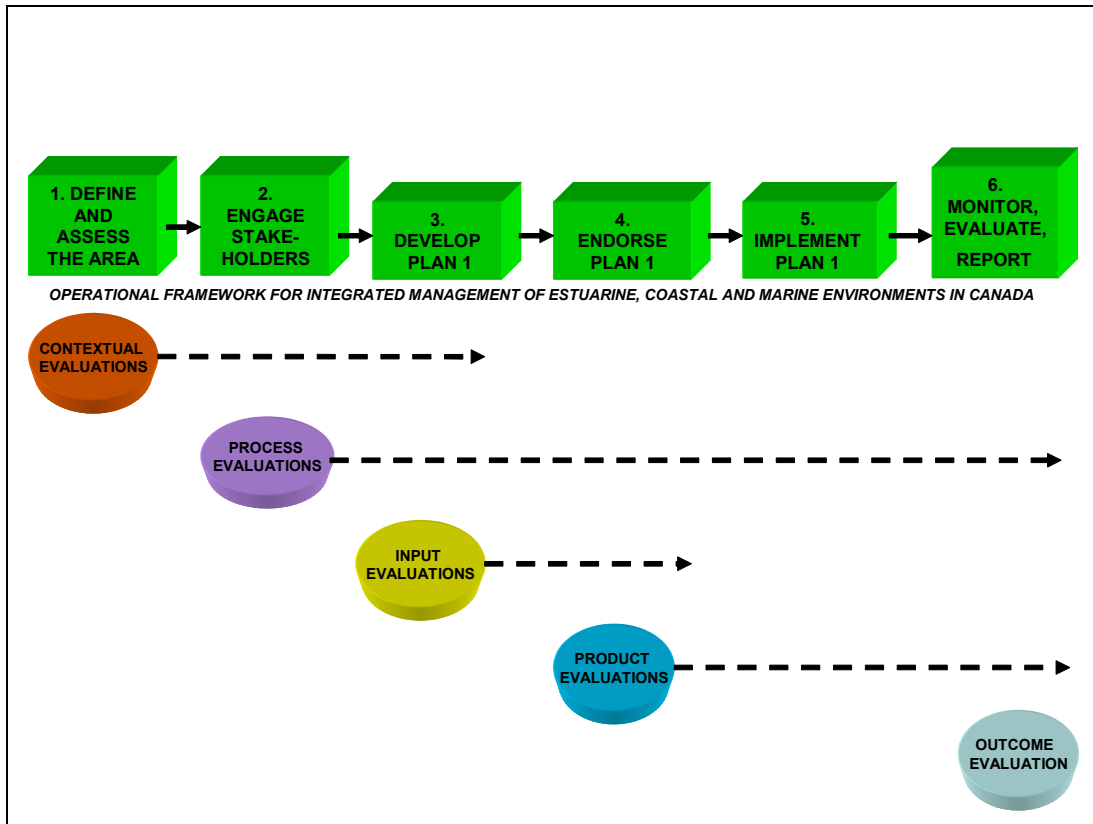 1. DEFINE
AND
ASSESS
THE AREA
2.
ENGAGE
STAKE-
HOLDERS
3.
DEVELOP
PLAN 1
4.
ENDORSE
PLAN 1
5.
IMPLEMENT
PLAN 1
6.
MONITOR,
EVALUATE,
REPORT
OPERATIONAL FRAMEWORK FOR INTEGRATED MANAGEMENT OF ESTUARINE, COASTAL AND MARINE ENVIRONMENTS IN CANADA
CONTEXTUAL
EVALUATIONS
PROCESS
EVALUATIONS
INPUT
EVALUATIONS
PRODUCT
EVALUATIONS
OUTCOME
EVALUATION